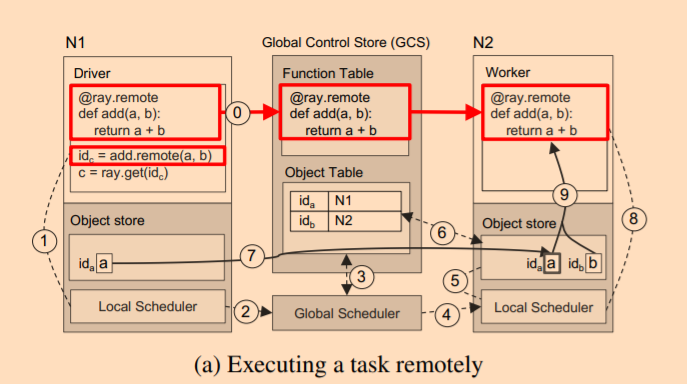 N1
Global Control Store (GCS)
N2
Driver
@ray.remote
def add(a, b):
return a + b
id_c = add.remote(a, b)
c = ray.get(id_c)
0
Function Table
@ray.remote
def add(a, b):
return a + b
Worker
@ray.remote
def add(a, b):
return a + b
Object Table
id_a N1
id_b N2
1
Object store
id_a a
7
6
9
8
Object store
id_a a id_b b
3
5
Local Scheduler
2
Global Scheduler
4
Local Scheduler
(a) Executing a task remotely